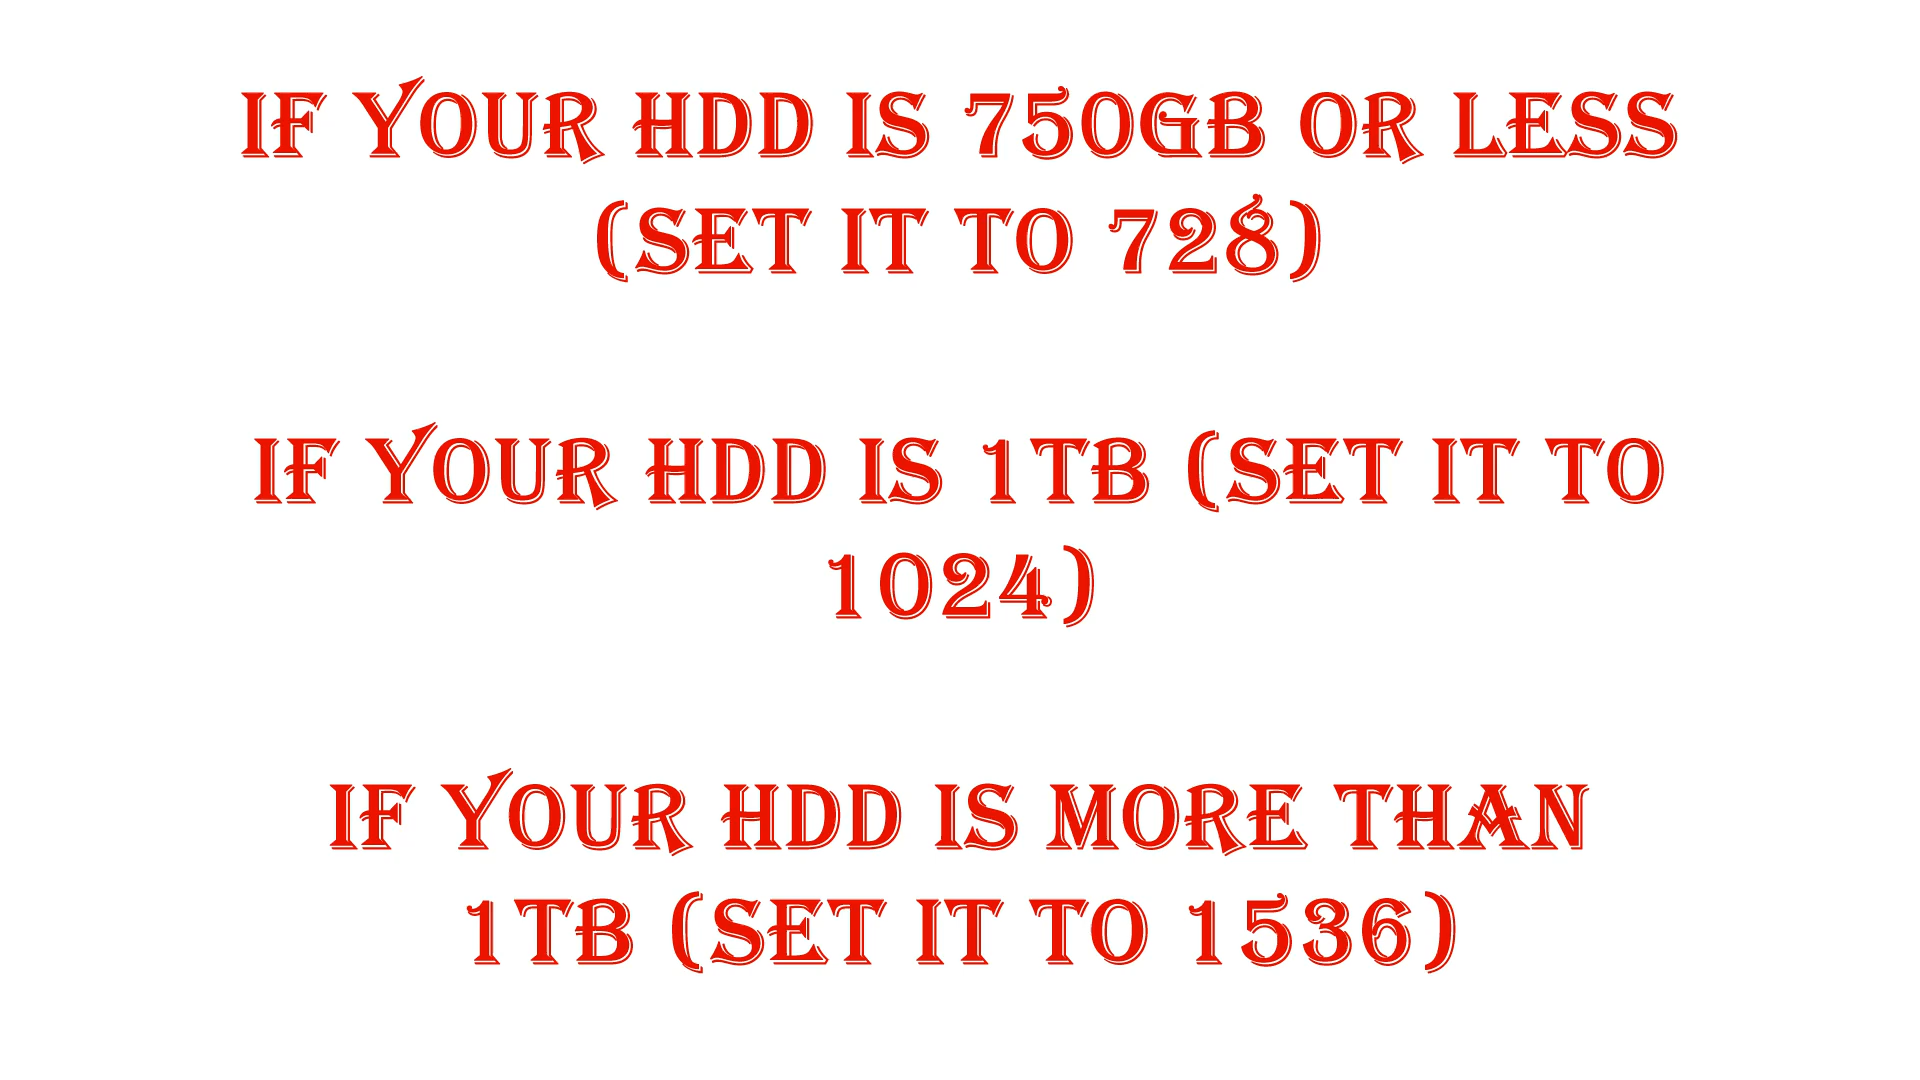 IF YOUR HDD IS 750GB OR LESS
(SET IT TO 728)
IF YOUR HDD IS 1TB (SET IT TO
1024)
IF YOUR HDD IS MORE THAN
1TB (SET IT TO 1536)